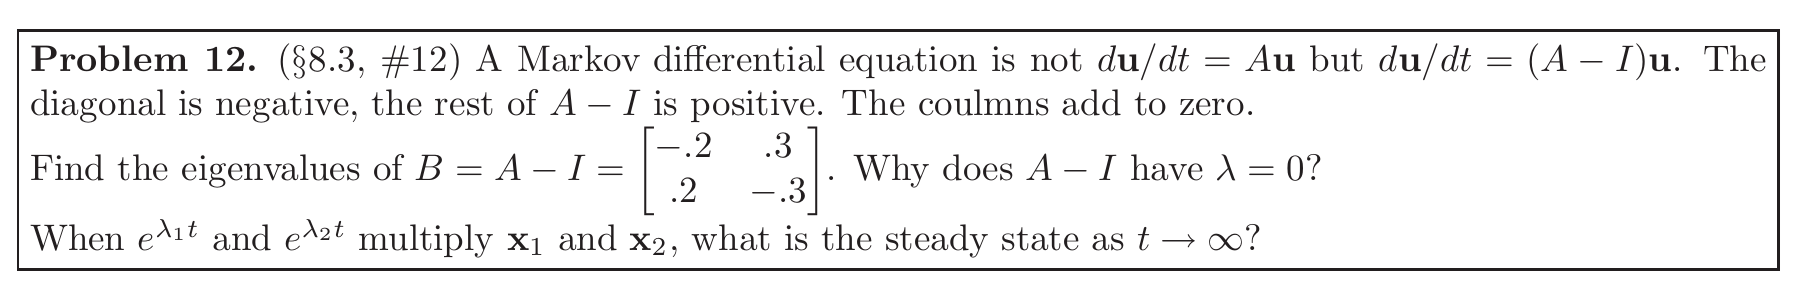 Problem 12. (§8.3, #12) A Markov differential equation is not du/dt = Au but du/dt = (A − I)u. The
diagonal is negative, the rest of A − I is positive. The coulmns add to zero.
Find the eigenvalues of B = A − I = [−.2 .3; .2 −.3]. Why does A − I have λ = 0?
When e^{λ₁t} and e^{λ₂t} multiply x₁ and x₂, what is the steady state as t → ∞?